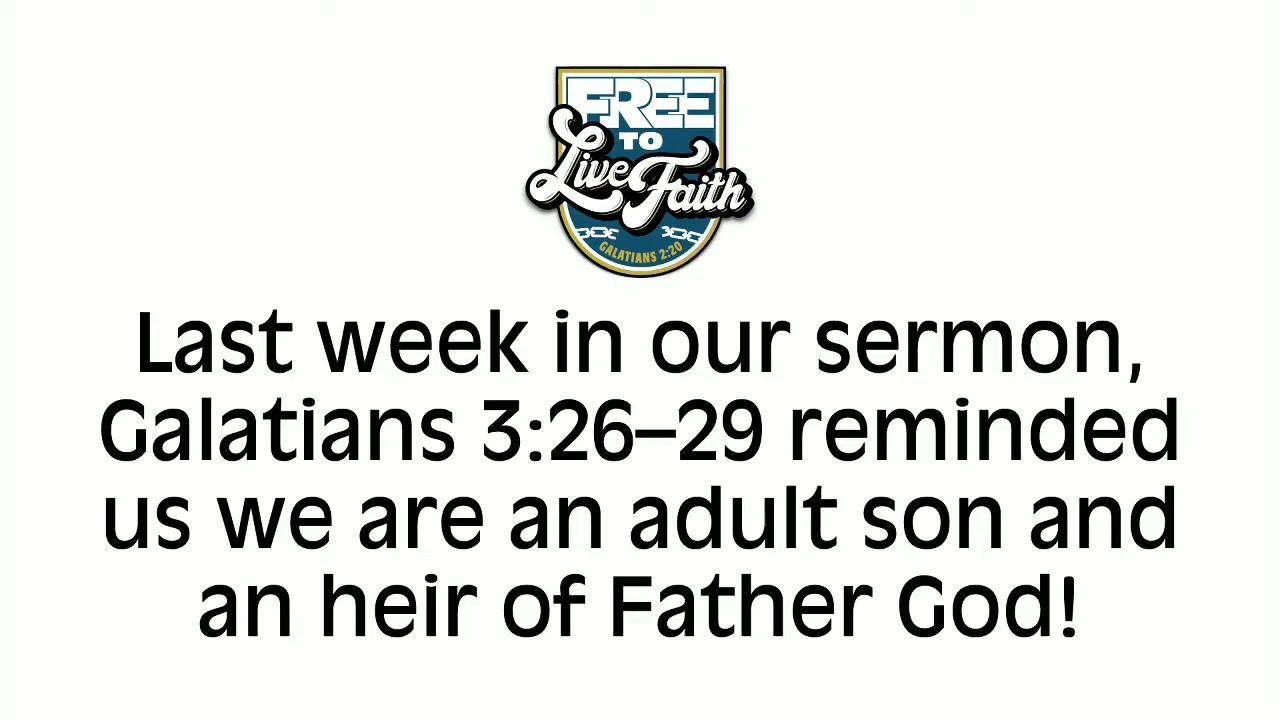 FREE
TO
Live Faith
GALATIANS 2:20
Last week in our sermon,
Galatians 3:26–29 reminded
us we are an adult son and
an heir of Father God!